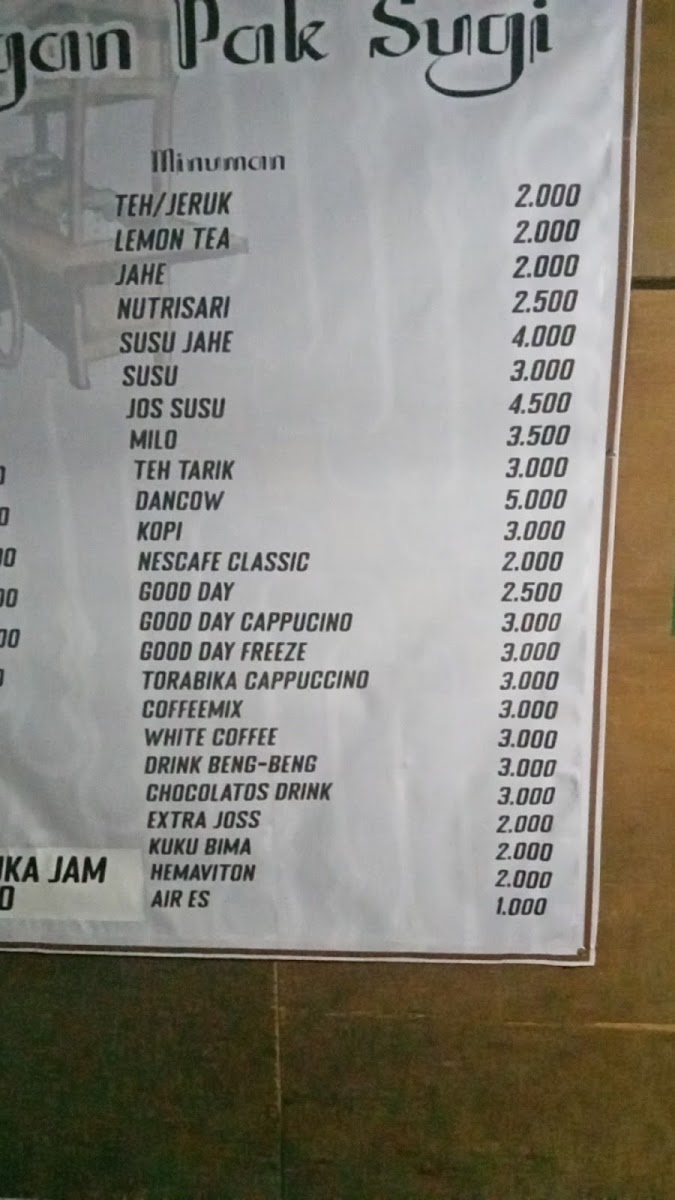 gan Pak Sugi
Minuman
TEH/JERUK 2.000
LEMON TEA 2.000
JAHE 2.000
NUTRISARI 2.500
SUSU JAHE 4.000
SUSU 3.000
JOS SUSU 4.500
MILO 3.500
TEH TARIK 3.000
DANCOW 5.000
KOPI 3.000
NESCAFE CLASSIC 2.000
GOOD DAY 2.500
GOOD DAY CAPPUCINO 3.000
GOOD DAY FREEZE 3.000
TORABIKA CAPPUCCINO 3.000
COFFEEMIX 3.000
WHITE COFFEE 3.000
DRINK BENG-BENG 3.000
CHOCOLATOS DRINK 3.000
EXTRA JOSS 2.000
KUKU BIMA 2.000
HEMAVITON 2.000
AIR ES 1.000
KA JAM